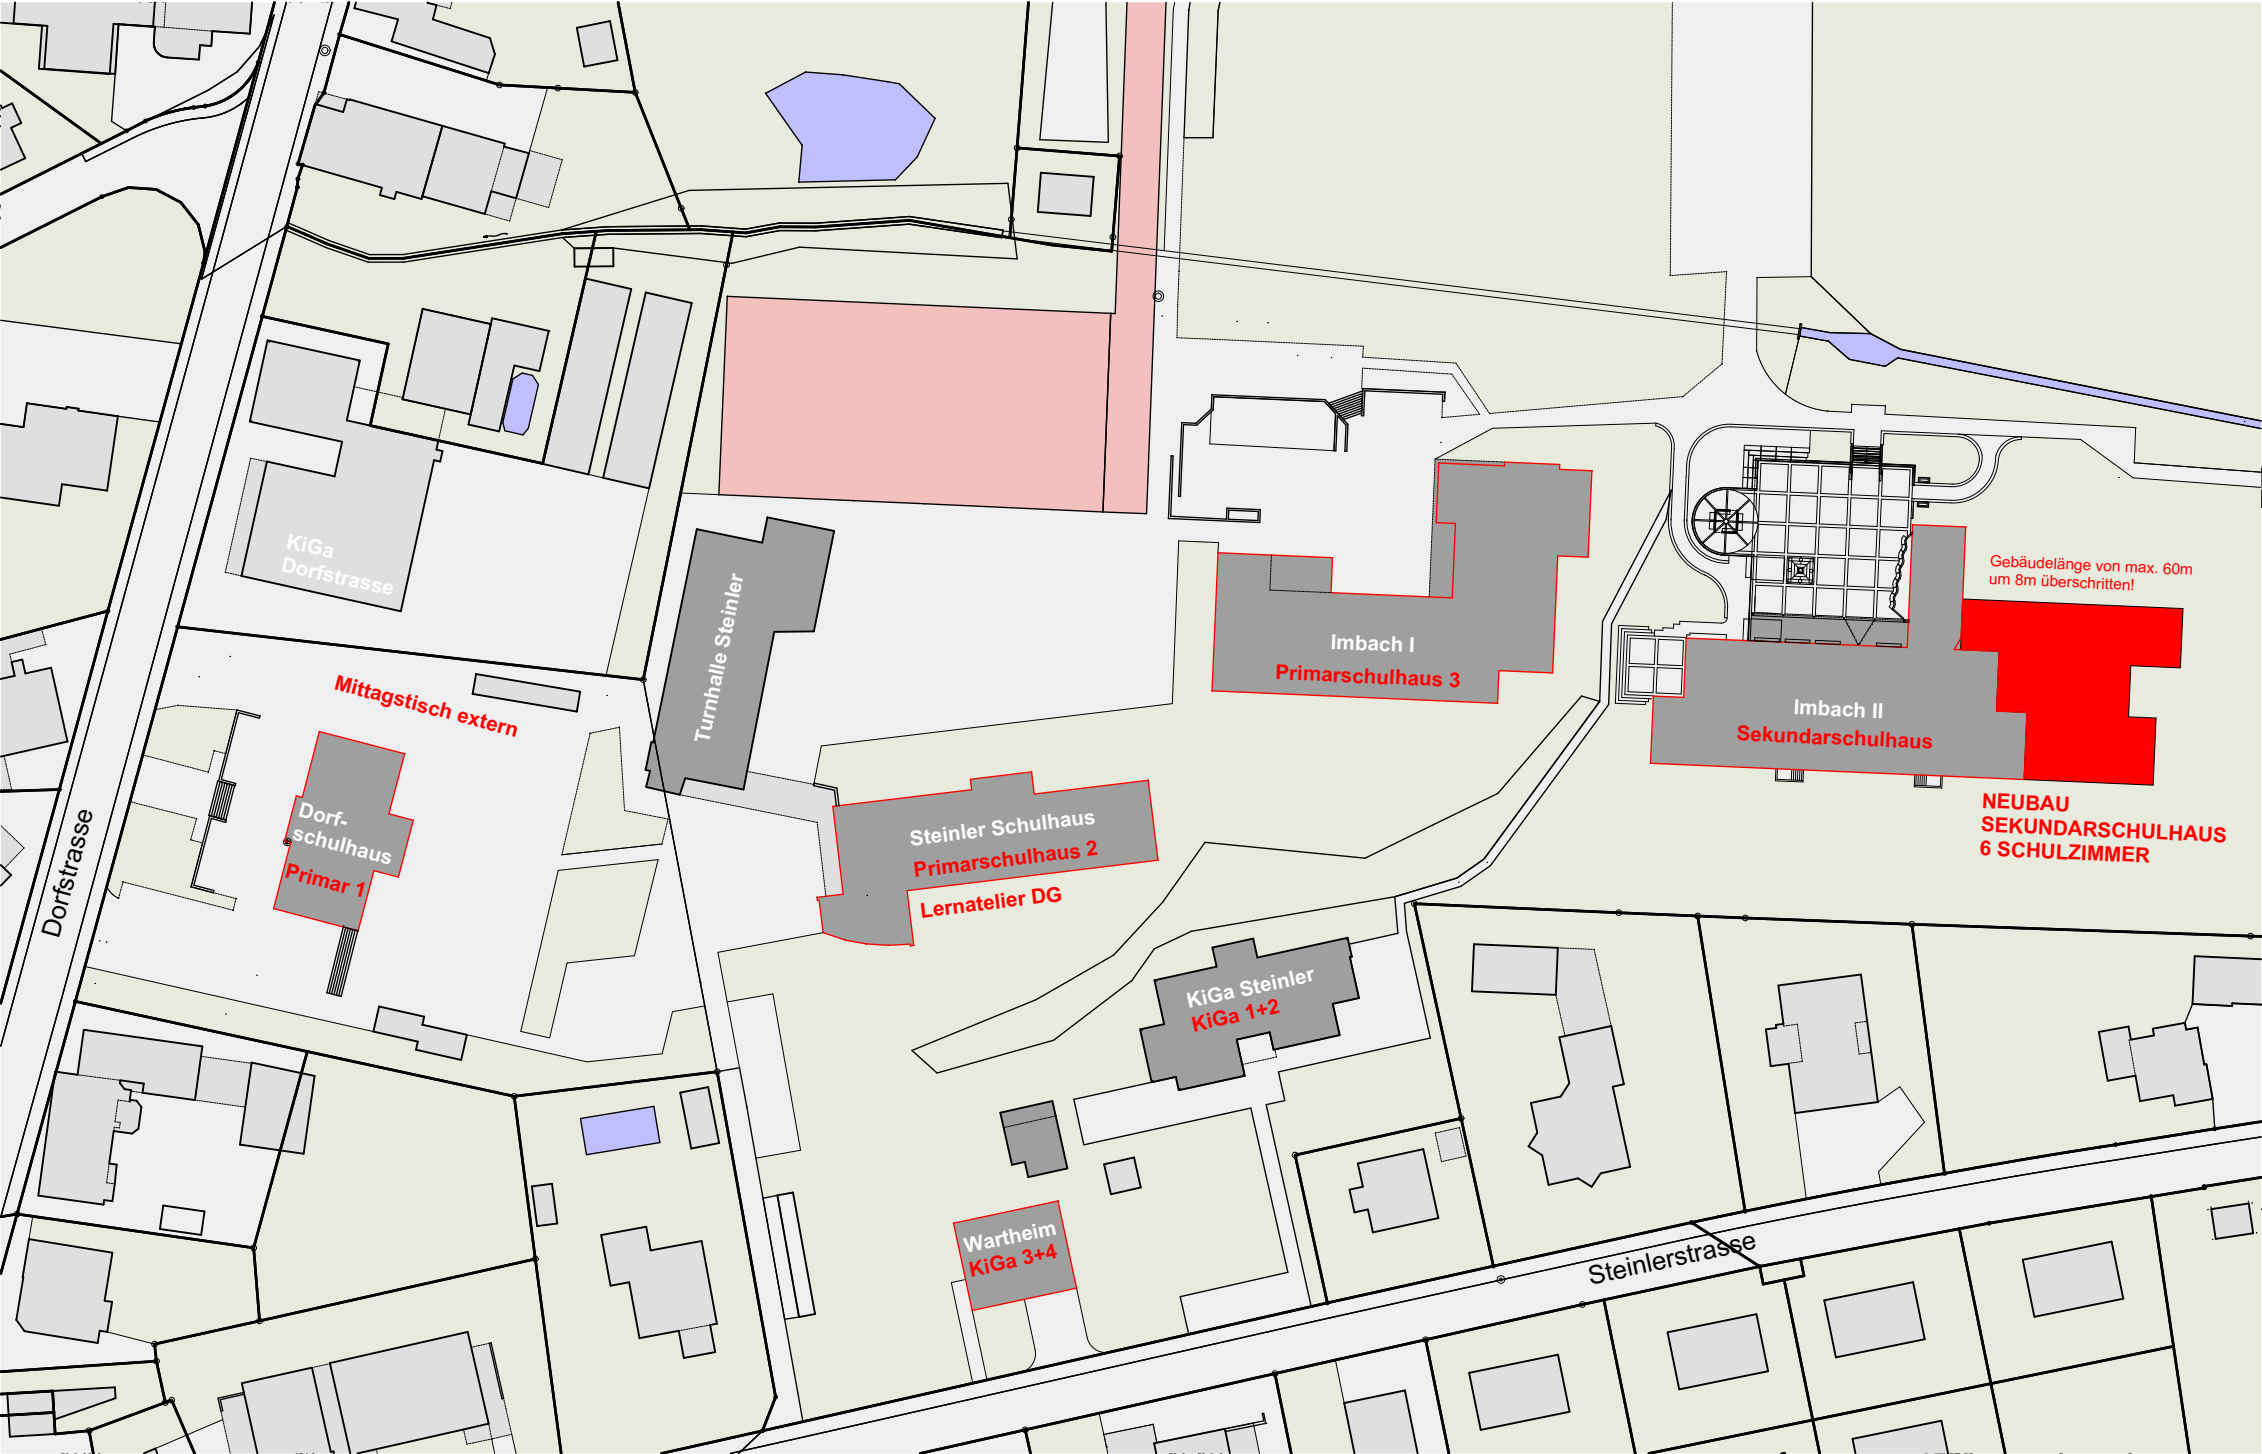 KiGa
Dorfstrasse
Turnhalle Steinler
Mittagstisch extern
Dorf-
schulhaus
Primar 1
Dorfstrasse
Steinler Schulhaus
Primarschulhaus 2
Lernatelier DG
Imbach I
Primarschulhaus 3
Gebäudelänge von max. 60m
um 8m überschritten!
Imbach II
Sekundarschulhaus
NEUBAU
SEKUNDARSCHULHAUS
6 SCHULZIMMER
KiGa Steinler
KiGa 1+2
Wartheim
KiGa 3+4
Steinlerstrasse